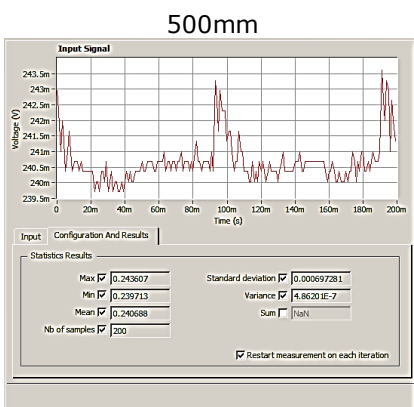 500mm
Input Signal
243.5m
243m
242.5m
242m
241.5m
241m
240.5m
240m
239.5m
Voltage (V)
0 20m 40m 60m 80m 100m 120m 140m 160m 180m 200m
Time (s)
Input Configuration And Results
Statistics Results
Max 0.243607 Standard deviation 0.000697281
Min 0.239713 Variance 4.86201E-7
Mean 0.240688 Sum NaN
Nb of samples 200
Restart measurement on each iteration